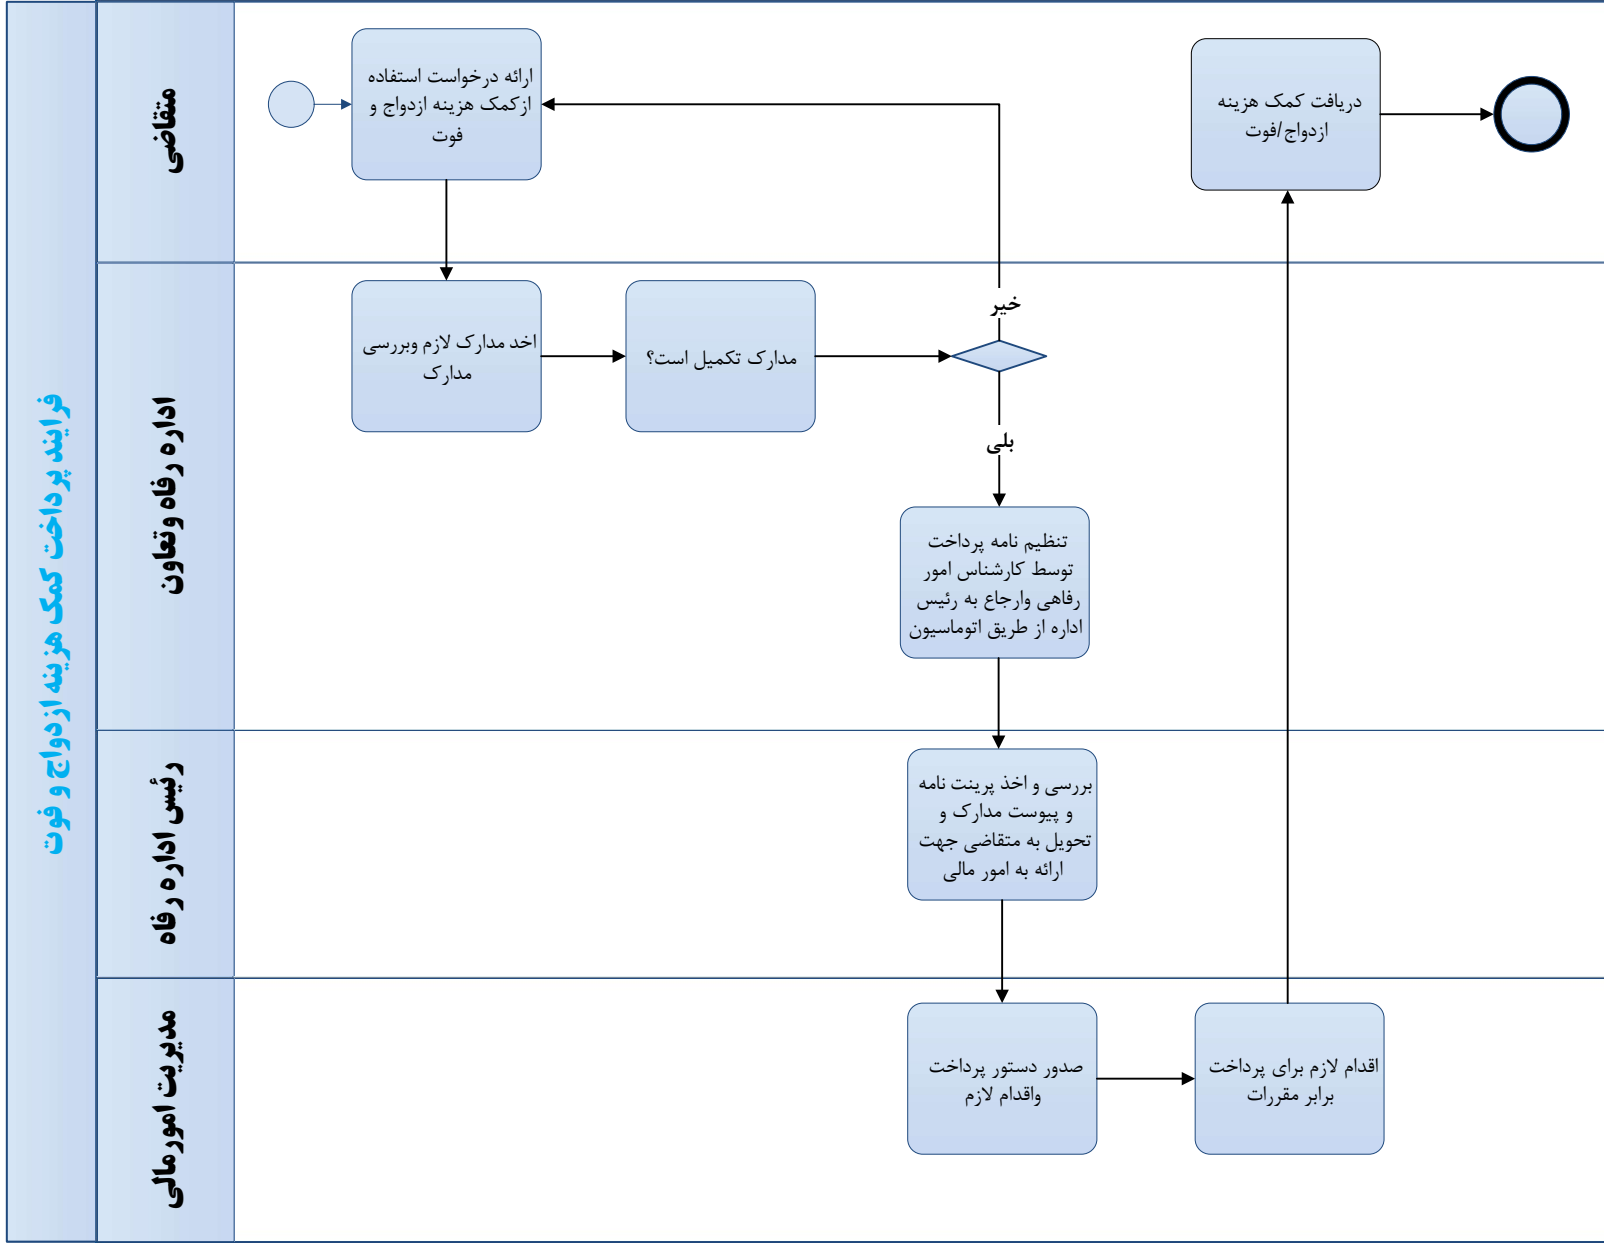 فرایند پرداخت کمک هزینه ازدواج و فوت
متقاضی
ارائه درخواست استفاده
ازکمک هزینه ازدواج و
فوت
دریافت کمک هزینه
ازدواج/فوت
اداره رفاه وتعاون
اخد مدارک لازم وبررسی
مدارک
مدارک تکمیل است؟
خیر
بلی
تنظیم نامه پرداخت
توسط کارشناس امور
رفاهی وارجاع به رئیس
اداره از طریق اتوماسیون
رئیس اداره رفاه
بررسی و اخذ پرینت نامه
و پیوست مدارک و
تحویل به متقاضی جهت
ارائه به امور مالی
مدیریت امورمالی
صدور دستور پرداخت
واقدام لازم
اقدام لازم برای پرداخت
برابر مقررات